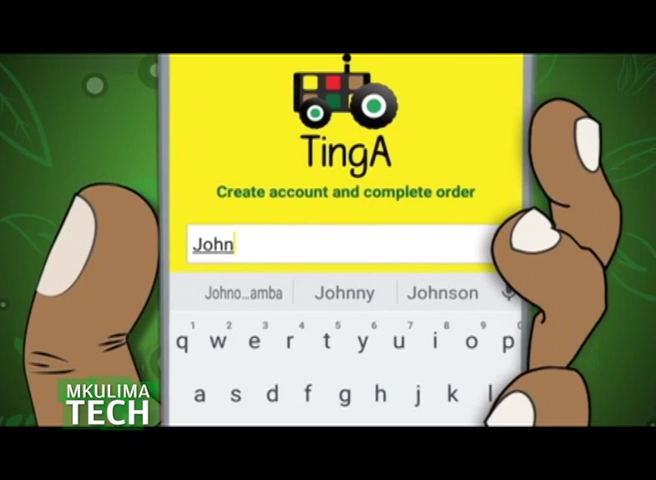 TingA
Create account and complete order
John
Johno...amba Johnny Johnson
1 2 3 4 5 6 7 8 9
q w e r t y u i o p
a s d f g h j k l
MKULIMA
TECH